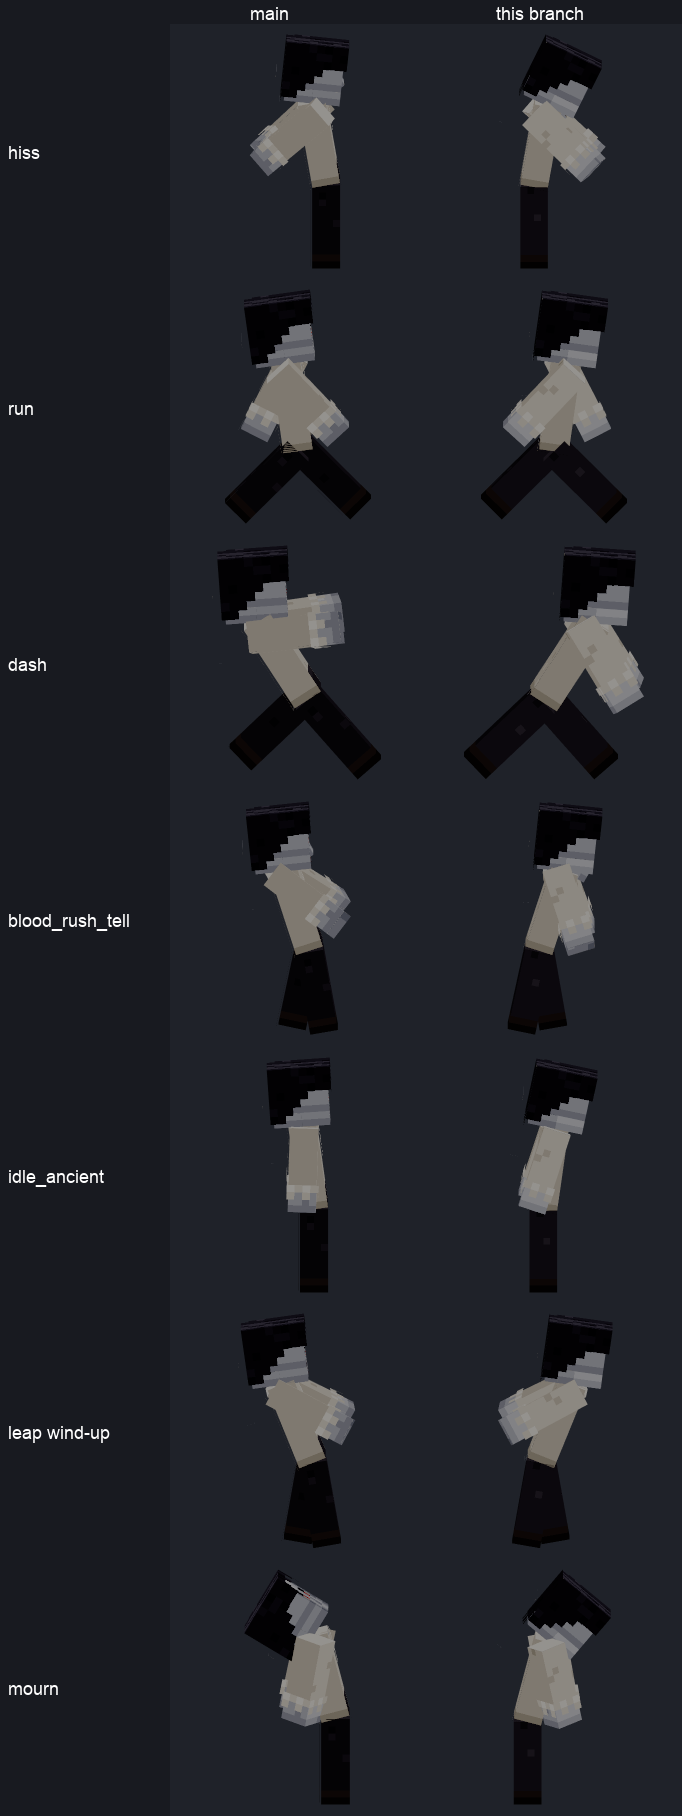 main this branch
hiss
run
dash
blood_rush_tell
idle_ancient
leap wind-up
mourn